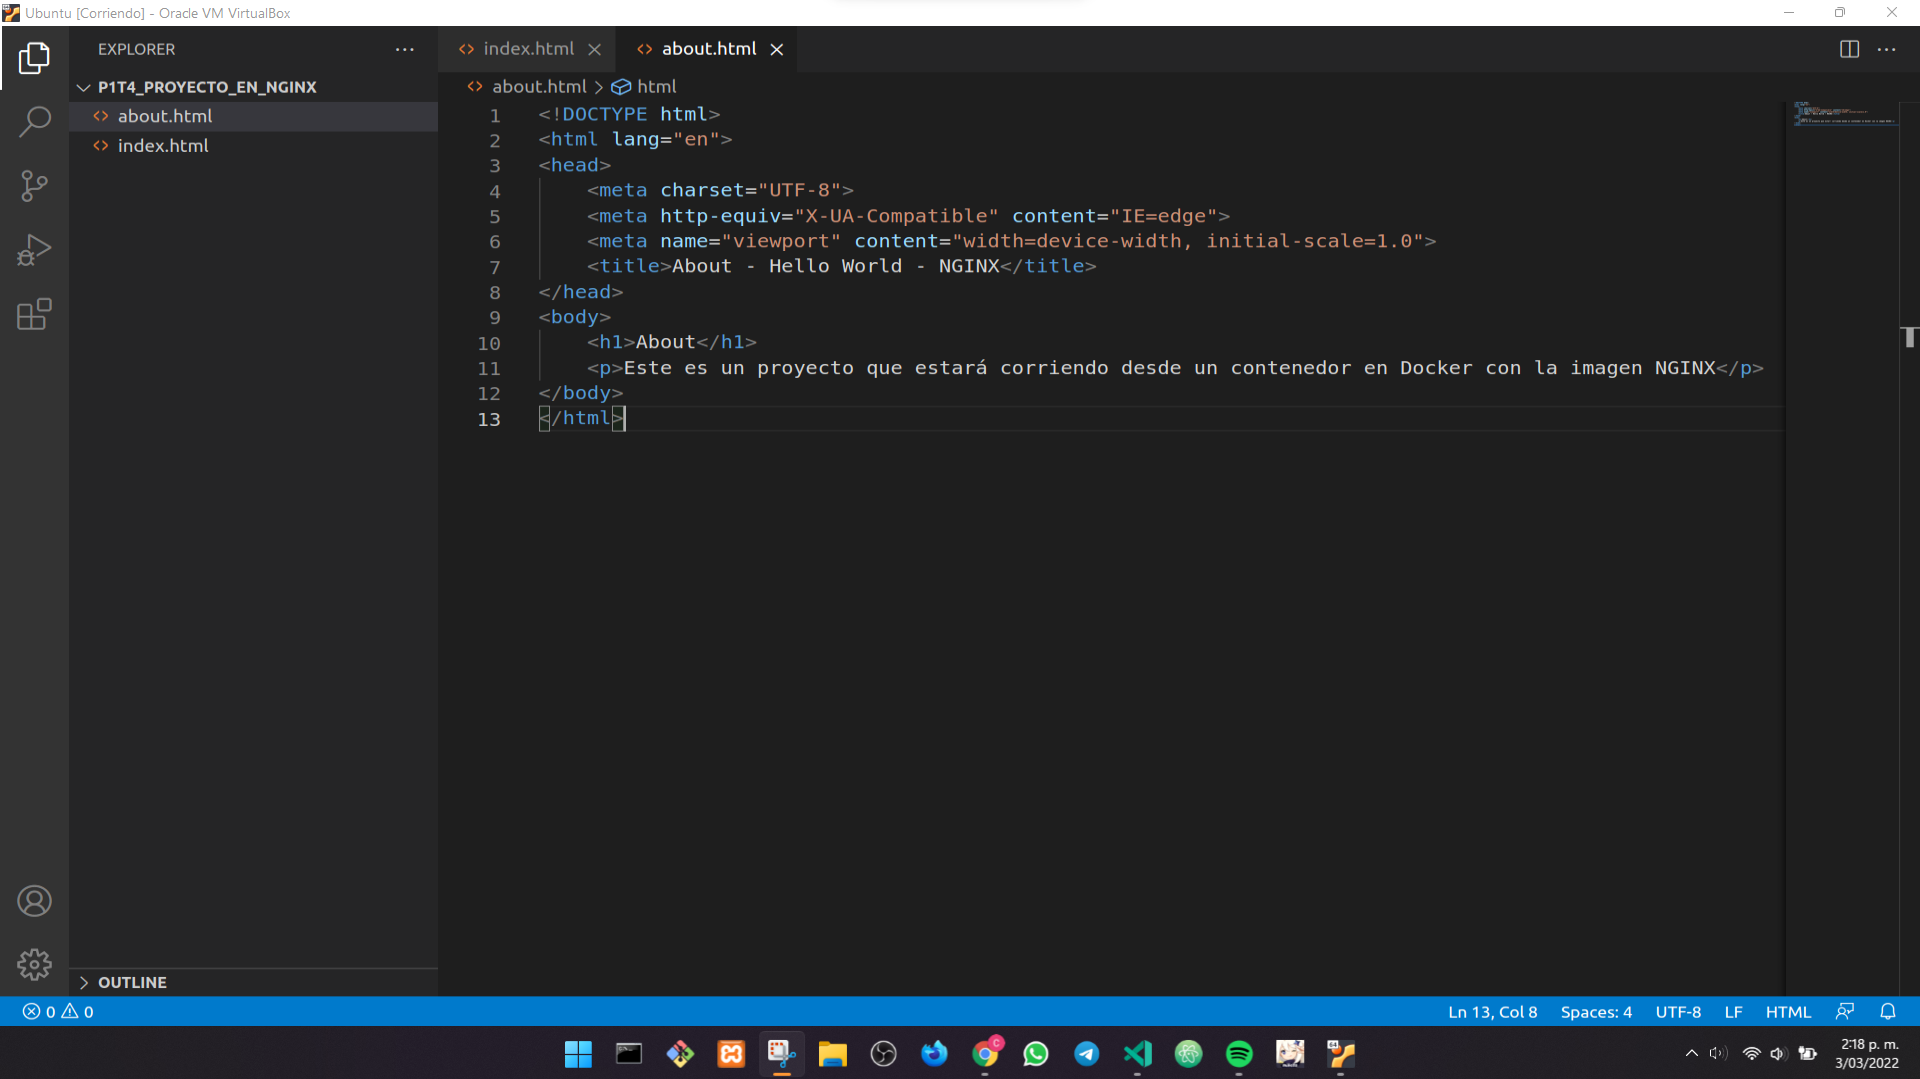 Ubuntu [Corriendo] - Oracle VM VirtualBox
EXPLORER
P1T4_PROYECTO_EN_NGINX
about.html
index.html
OUTLINE
index.html
about.html
about.html > html
1 <!DOCTYPE html>
2 <html lang="en">
3 <head>
4 <meta charset="UTF-8">
5 <meta http-equiv="X-UA-Compatible" content="IE=edge">
6 <meta name="viewport" content="width=device-width, initial-scale=1.0">
7 <title>About - Hello World - NGINX</title>
8 </head>
9 <body>
10 <h1>About</h1>
11 <p>Este es un proyecto que estará corriendo desde un contenedor en Docker con la imagen NGINX</p>
12 </body>
13 </html>
0 0 Ln 13, Col 8 Spaces: 4 UTF-8 LF HTML
2:18 p. m.
3/03/2022